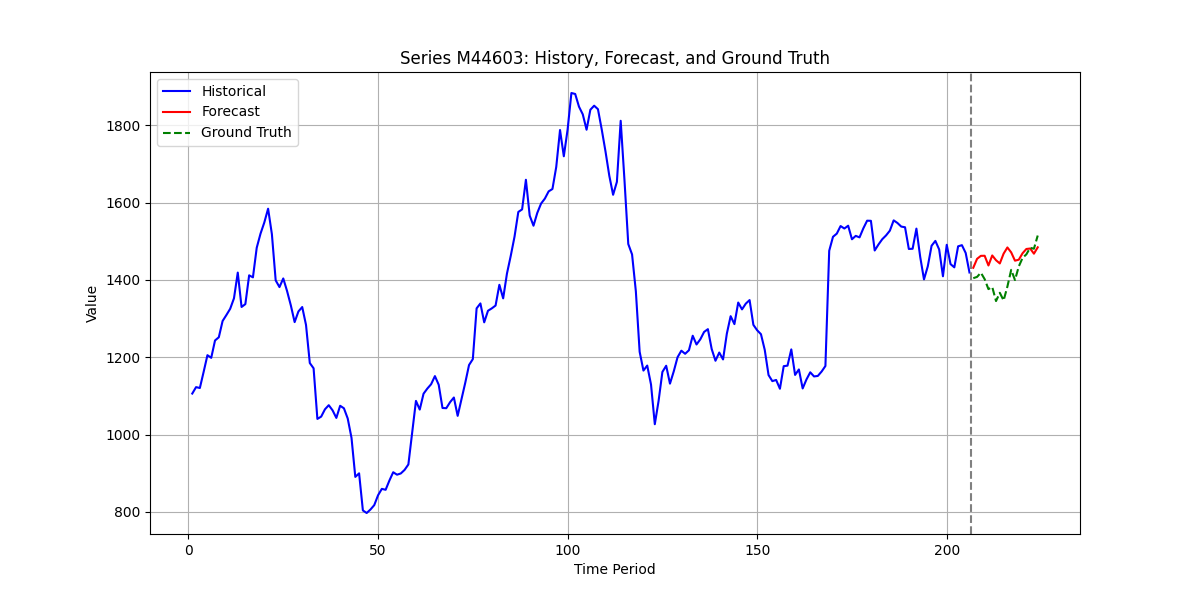 Series M44603: History, Forecast, and Ground Truth
Historical
Forecast
Ground Truth
1800
1600
1400
1200
1000
800
Value
0 50 100 150 200
Time Period